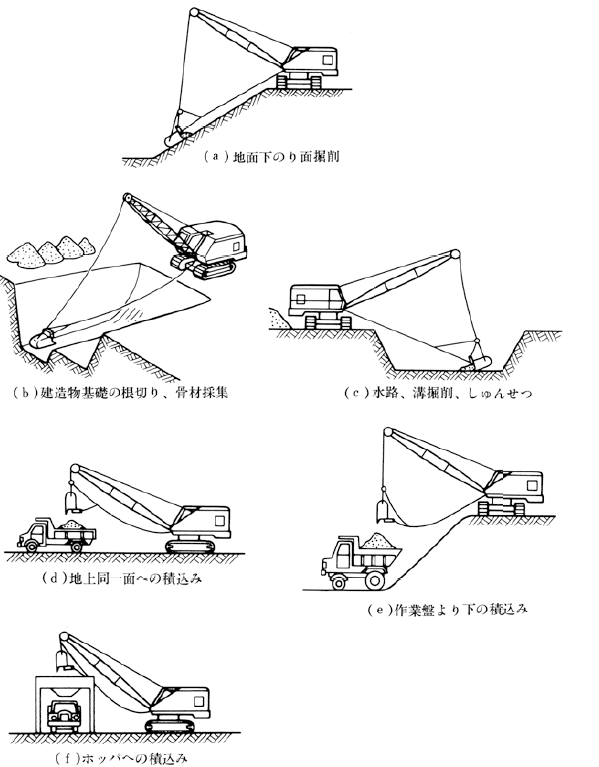 (a)地面下のり面掘削
(b)建造物基礎の根切り、骨材採集
(c)水路、溝掘削、しゅんせつ
(d)地上同一面への積込み
(e)作業盤より下の積込み
(f)ホッパへの積込み